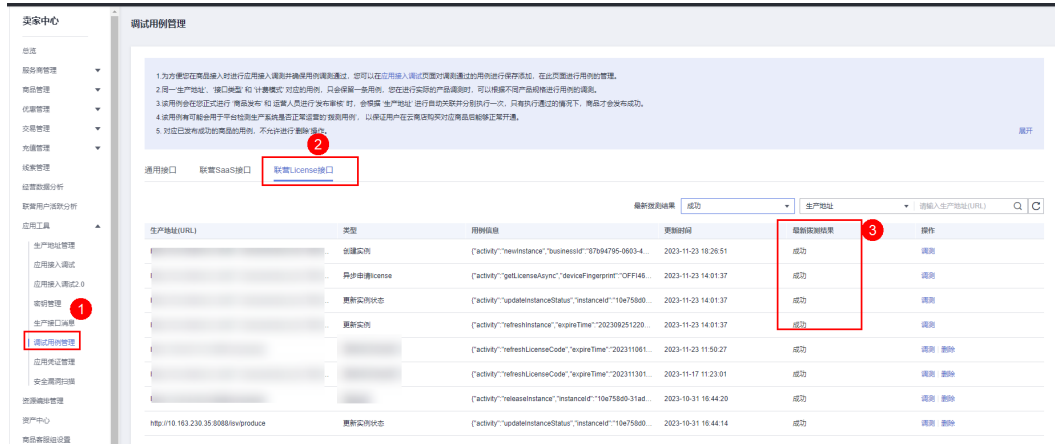 卖家中心
调试用例管理
总览
服务商管理
商品管理
优惠管理
交易管理
充值管理
线索管理
经营数据分析
联营用户活跃分析
应用工具
生产地址管理
应用接入调试
应用接入调试2.0
密钥管理
1
生产接口消息
调试用例管理
应用凭证管理
安全漏洞扫描
资源编排管理
资产中心
商品客服组设置
1.为方便您在商品接入时进行应用接入调测并确保用例调测通过，您可以在应用接入调试页面对调测通过的用例进行保存添加，在此页面进行用例的管理。
2.同一'生产地址'、'接口类型' 和 '计费模式' 对应的用例，只会保留一条用例，您在进行实际的产品调测时，可以根据不同产品规格进行用例的调测。
3.该用例会在您正式进行 '商品发布' 和 运营人员进行'发布审核' 时，会根据 '生产地址' 进行自动关联并分别执行一次，只有执行通过的情况下，商品才会发布成功。
4.该用例有可能会用于平台检测生产系统是否正常运营的'拨测用例'，以保证用户在云商店购买对应商品后能够正常开通。
5. 对应已发布成功的商品的用例，不允许进行'删除'操作。
展开
2
通用接口 联营SaaS接口 联营License接口
最新拨测结果 成功 生产地址 请输入生产地址(URL)
3
生产地址(URL) 类型 用例信息 更新时间 最新拨测结果 操作
创建实例 {"activity":"newInstance","businessId":"87b94795-0603-4... 2023-11-23 18:26:51 成功 调测
异步申请license {"activity":"getLicenseAsync","deviceFingerprint":"OFFI46... 2023-11-23 14:01:37 成功 调测
更新实例状态 {"activity":"updateInstanceStatus","instanceId":"10e758d0... 2023-11-23 14:01:37 成功 调测
更新实例 {"activity":"refreshInstance","expireTime":"202309251220... 2023-11-23 14:01:37 成功 调测
{"activity":"refreshLicenseCode","expireTime":"202311061... 2023-11-23 11:50:27 成功 调测 删除
{"activity":"refreshLicenseCode","expireTime":"202311301... 2023-11-17 11:23:01 成功 调测 删除
{"activity":"releaseInstance","instanceId":"10e758d0-31ad... 2023-10-31 16:44:20 成功 调测 删除
http://10.163.230.35:8088/isv/produce 更新实例状态 {"activity":"updateInstanceStatus","instanceId":"10e758d0... 2023-10-31 16:44:14 成功 调测 删除